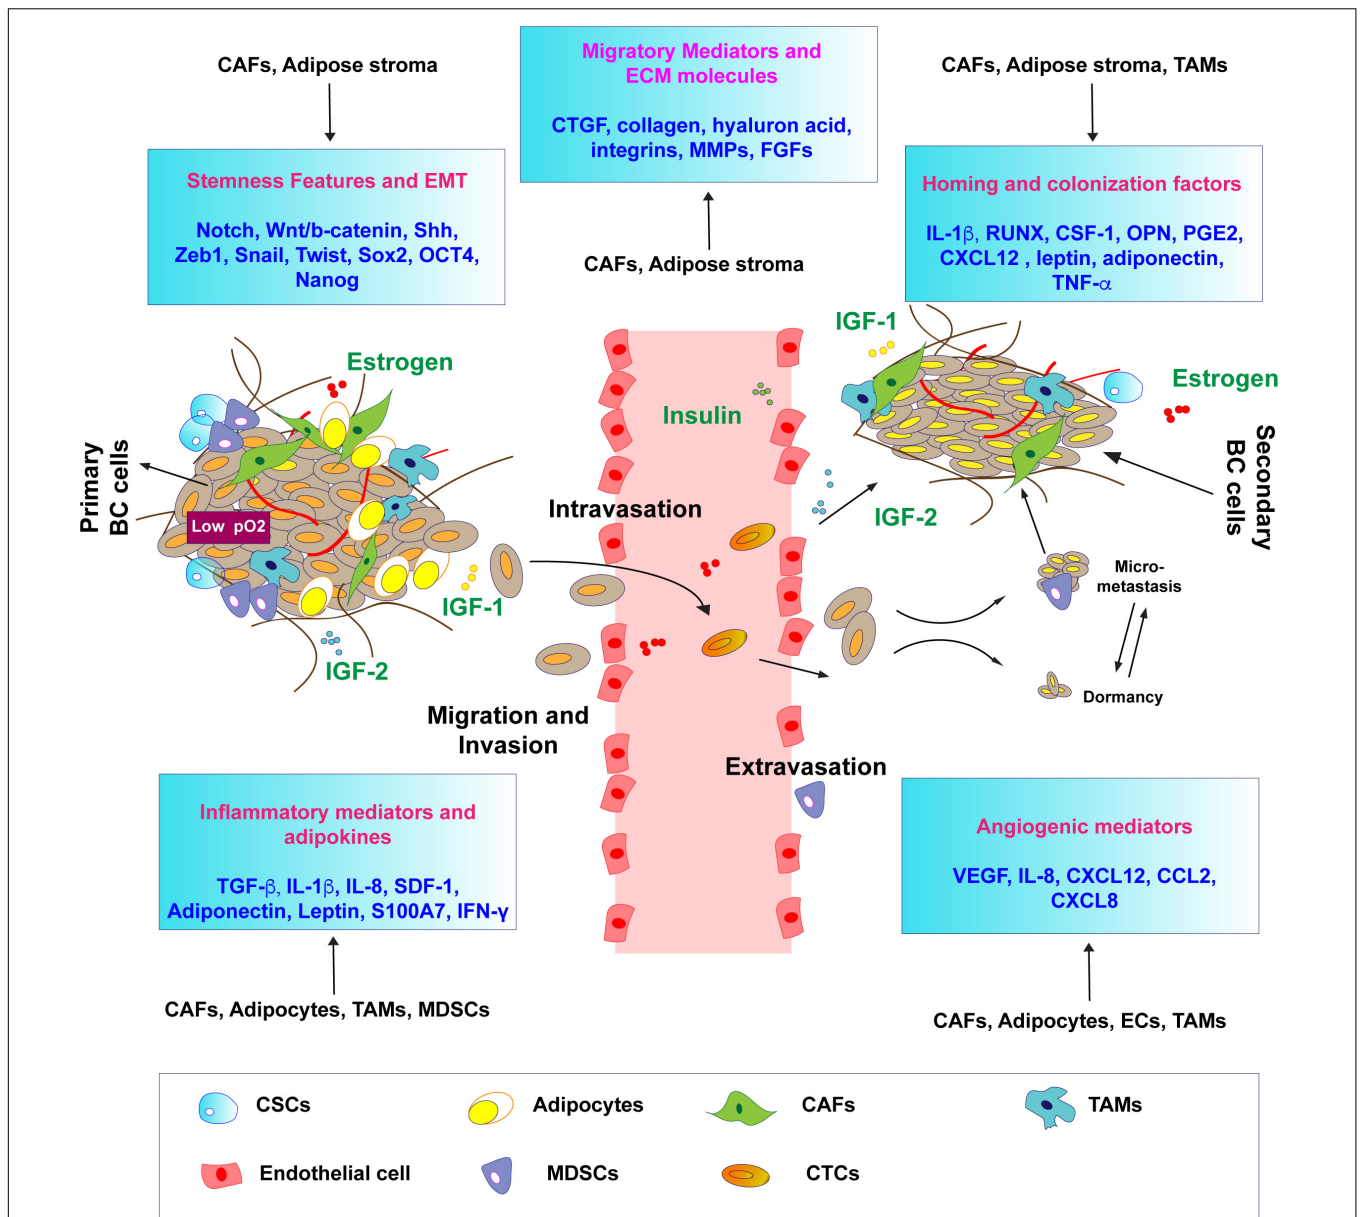 CAFs, Adipose stroma
Stemness Features and EMT
Notch, Wnt/b-catenin, Shh,
Zeb1, Snail, Twist, Sox2, OCT4,
Nanog
Migratory Mediators and
ECM molecules
CTGF, collagen, hyaluron acid,
integrins, MMPs, FGFs
CAFs, Adipose stroma
CAFs, Adipose stroma, TAMs
Homing and colonization factors
IL-1β, RUNX, CSF-1, OPN, PGE2,
CXCL12 , leptin, adiponectin,
TNF-α
Estrogen
Primary
BC cells
Low pO2
IGF-1
IGF-2
Insulin
Intravasation
Migration and
Invasion
Extravasation
IGF-1
Estrogen
IGF-2
Secondary
BC cells
Micro-
metastasis
Dormancy
Inflammatory mediators and
adipokines
TGF-β, IL-1β, IL-8, SDF-1,
Adiponectin, Leptin, S100A7, IFN-γ
CAFs, Adipocytes, TAMs, MDSCs
Angiogenic mediators
VEGF, IL-8, CXCL12, CCL2,
CXCL8
CAFs, Adipocytes, ECs, TAMs
CSCs
Adipocytes
CAFs
TAMs
Endothelial cell
MDSCs
CTCs